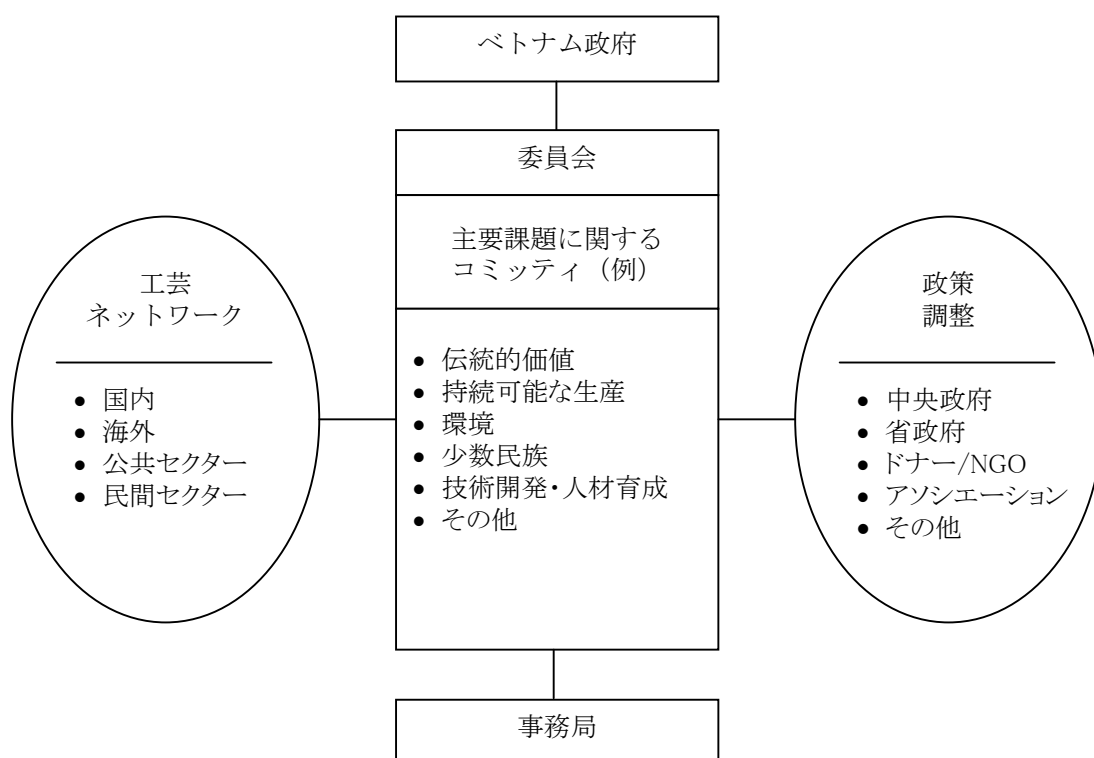 ベトナム政府
委員会
主要課題に関する
コミッティ（例）
工芸
ネットワーク
● 国内
● 海外
● 公共セクター
● 民間セクター
● 伝統的価値
● 持続可能な生産
● 環境
● 少数民族
● 技術開発・人材育成
● その他
政策
調整
● 中央政府
● 省政府
● ドナー/NGO
● アソシエーション
● その他
事務局